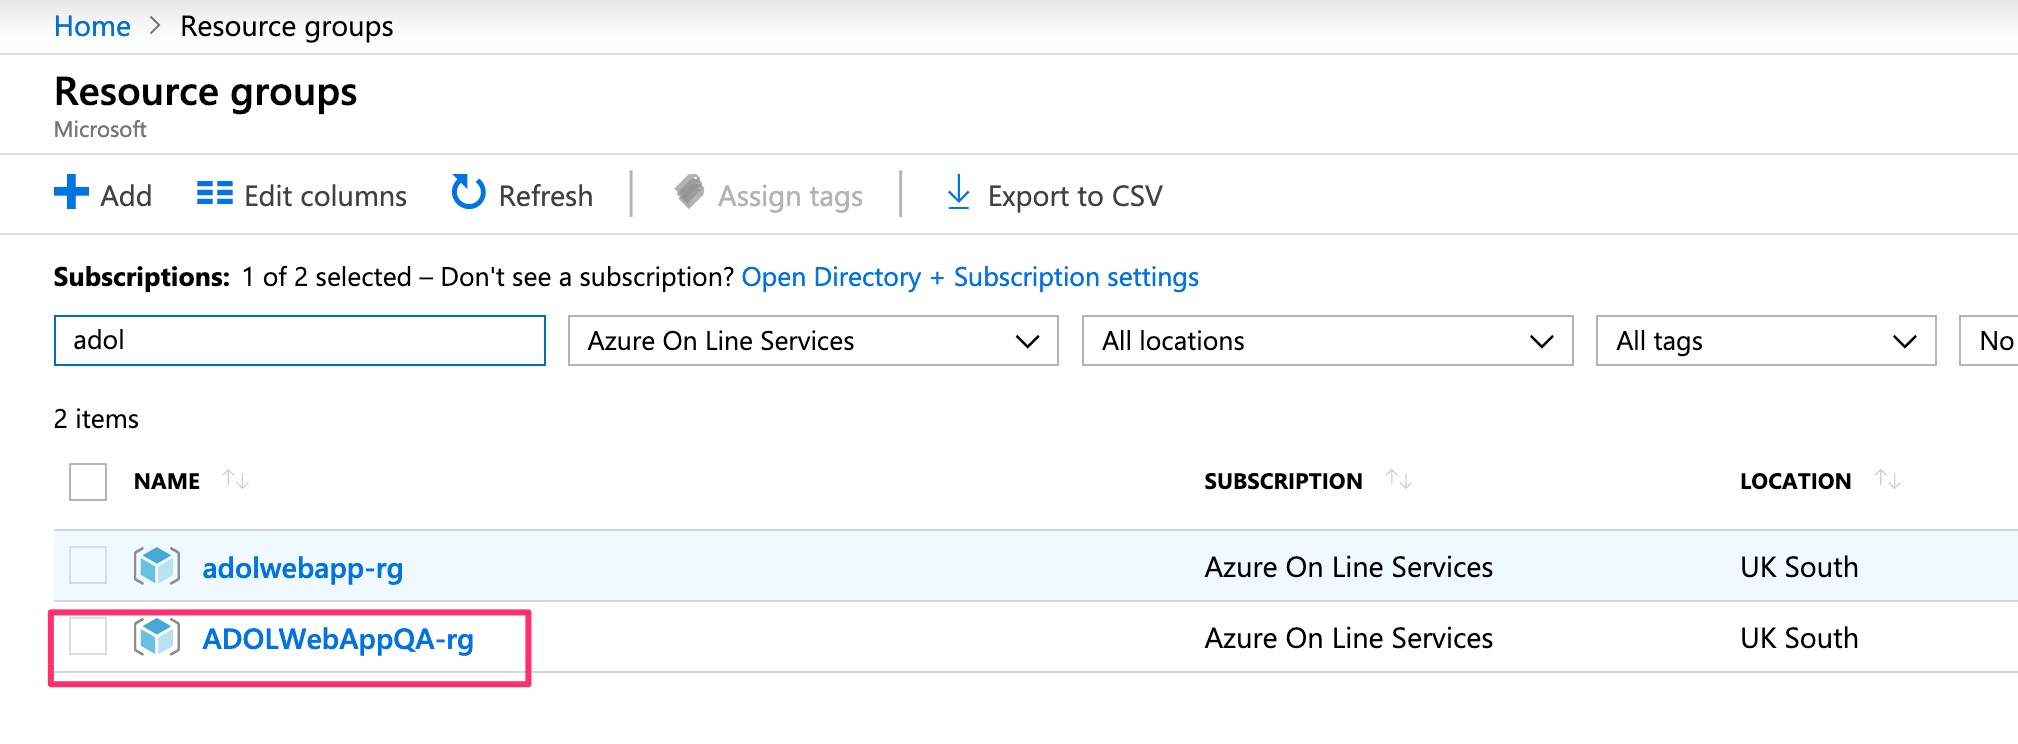 Home > Resource groups
Resource groups
Microsoft
Add Edit columns Refresh Assign tags Export to CSV
Subscriptions: 1 of 2 selected – Don't see a subscription? Open Directory + Subscription settings
adol Azure On Line Services All locations All tags No
2 items
NAME SUBSCRIPTION LOCATION
adolwebapp-rg Azure On Line Services UK South
ADOLWebAppQA-rg Azure On Line Services UK South